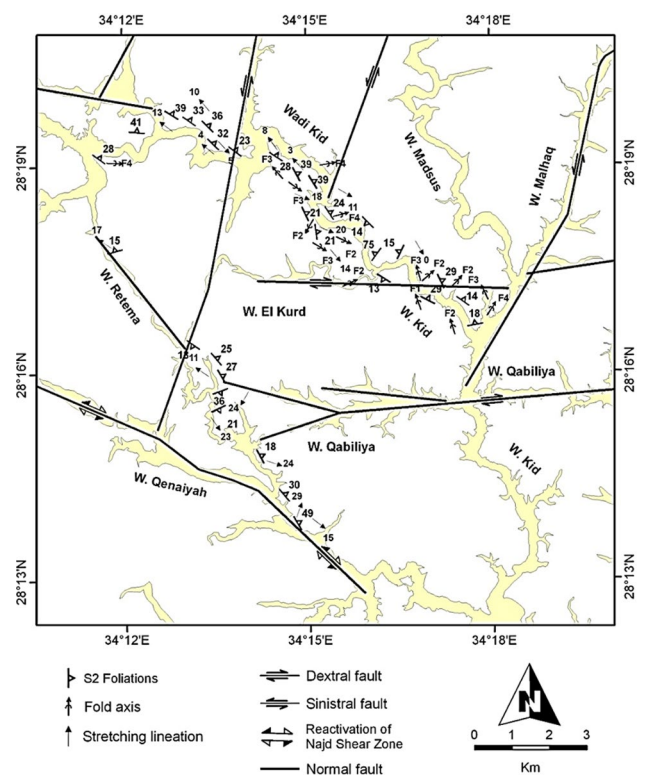 34°12'E 34°15'E 34°18'E
10
13 39 33 36
41 4 32 23
28 F4 5
8 Wadi Kid W. Madsus W. Malhaq
28°19'N 28°19'N
F3 3 F4
28 39 39
F3 18 24 11
21 F4
F2 21 20 14
17 15 F3 F2 75 15 F3 0 F2 F2
14 F2 13 F1 29 29 F3
W. Retema W. El Kurd W. Kid 14 F4
F2 18
13 11 25
27 W. Qabiliya
28°16'N 28°16'N
36 24
21
23 W. Qabiliya
18 W. Kid
24
W. Qenaiyah 30
29
49
15
28°13'N 28°13'N
34°12'E 34°15'E 34°18'E
S2 Foliations
Fold axis
Stretching lineation
Dextral fault
Sinistral fault
Reactivation of
Najd Shear Zone
Normal fault
N
0 1 2 3
Km